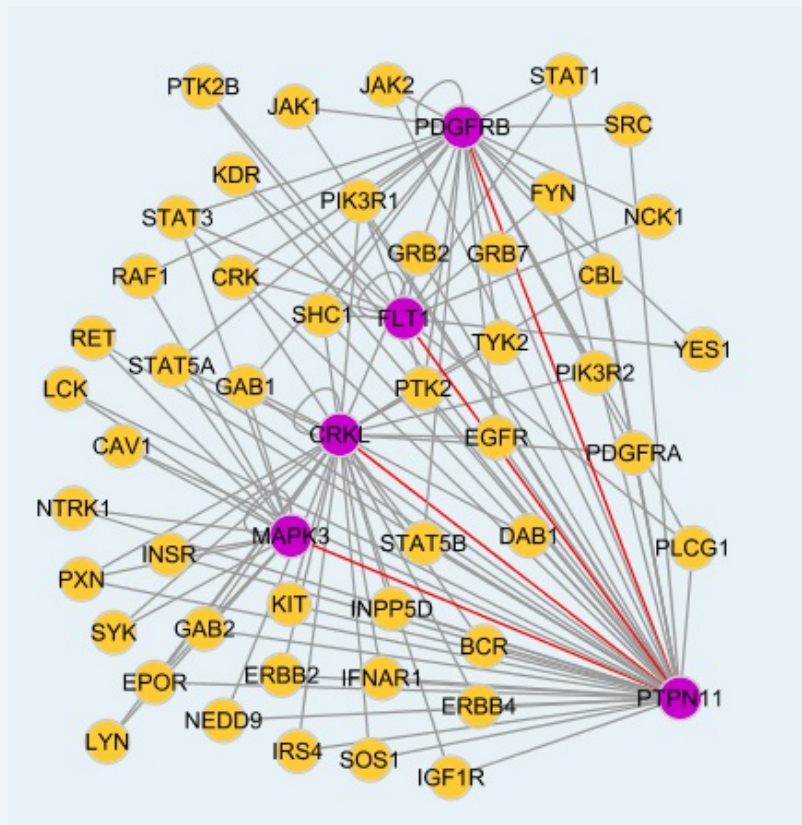 STAT1
PTK2B
JAK2
JAK1
PDGFRB
SRC
KDR
FYN
PIK3R1
STAT3
NCK1
GRB2
GRB7
RAF1
CRK
CBL
SHC1
FLT1
RET
TYK2
YES1
STAT5A
PIK3R2
LCK
GAB1
PTK2
CRKL
EGFR
CAV1
PDGFRA
NTRK1
MAPK3
STAT5B
DAB1
PLCG1
INSR
PXN
KIT
INPP5D
SYK
GAB2
BCR
EPOR
ERBB2
IFNAR1
PTPN11
ERBB4
NEDD9
LYN
IRS4
SOS1
IGF1R